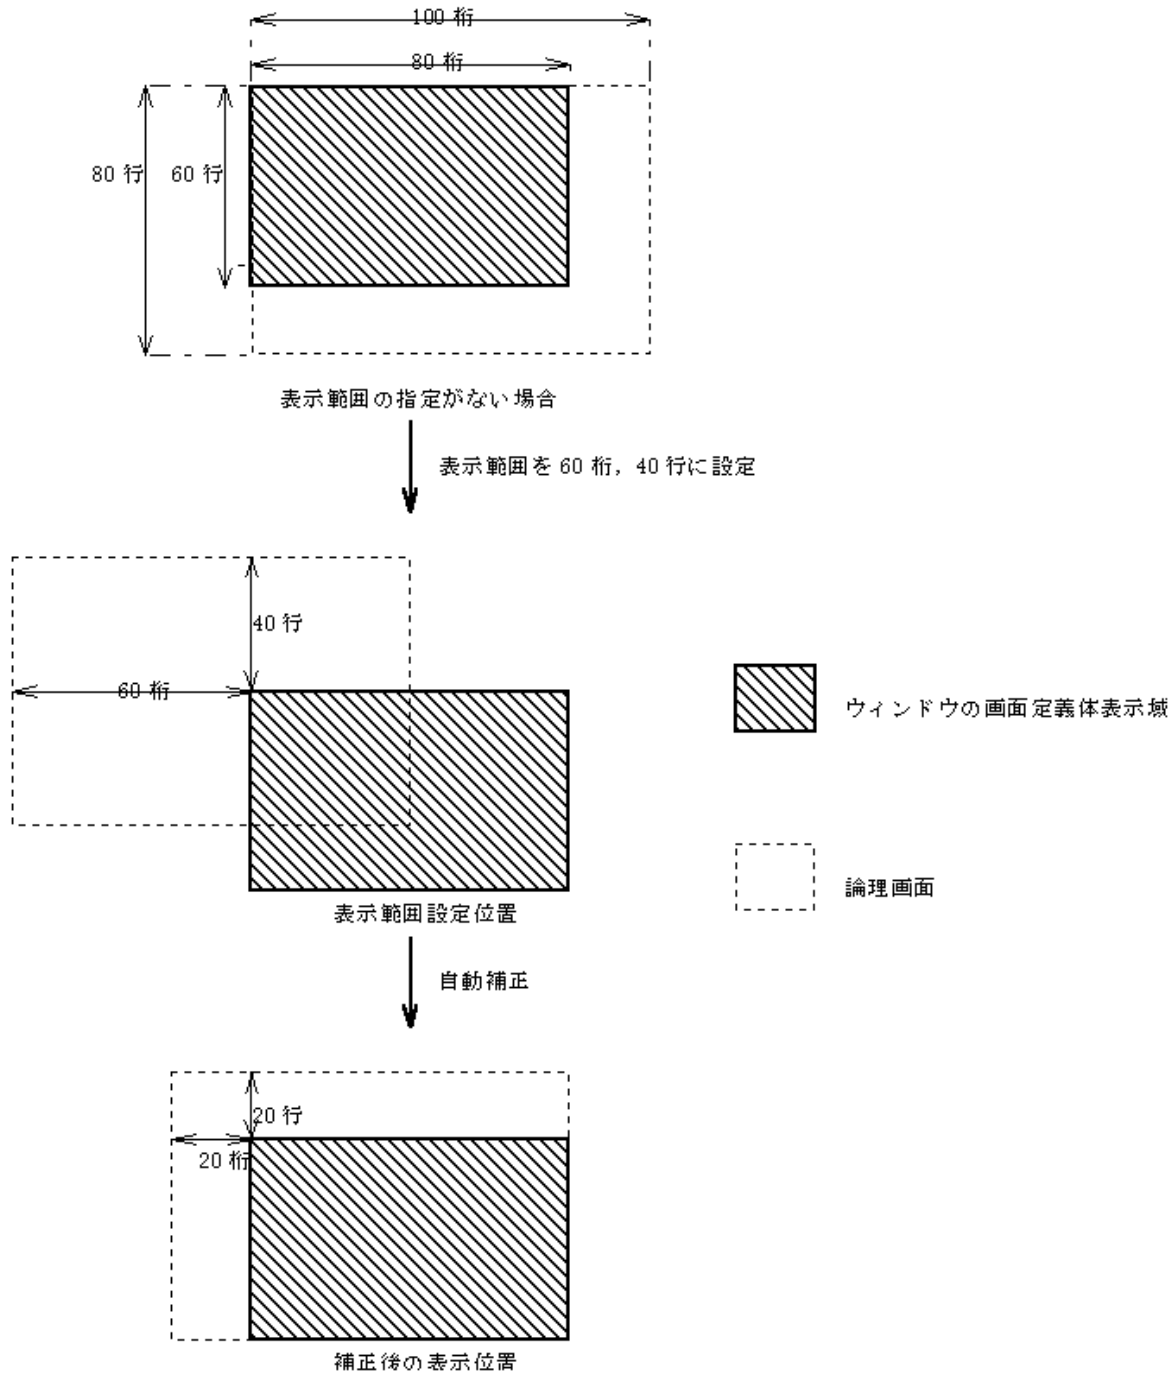 100 桁
80 桁
80 行
60 行
表示範囲の指定がない場合
表示範囲を 60 桁, 40 行に設定
40 行
60 桁
ウィンドウの画面定義体表示域
論理画面
表示範囲設定位置
自動補正
20 行
20 桁
補正後の表示位置